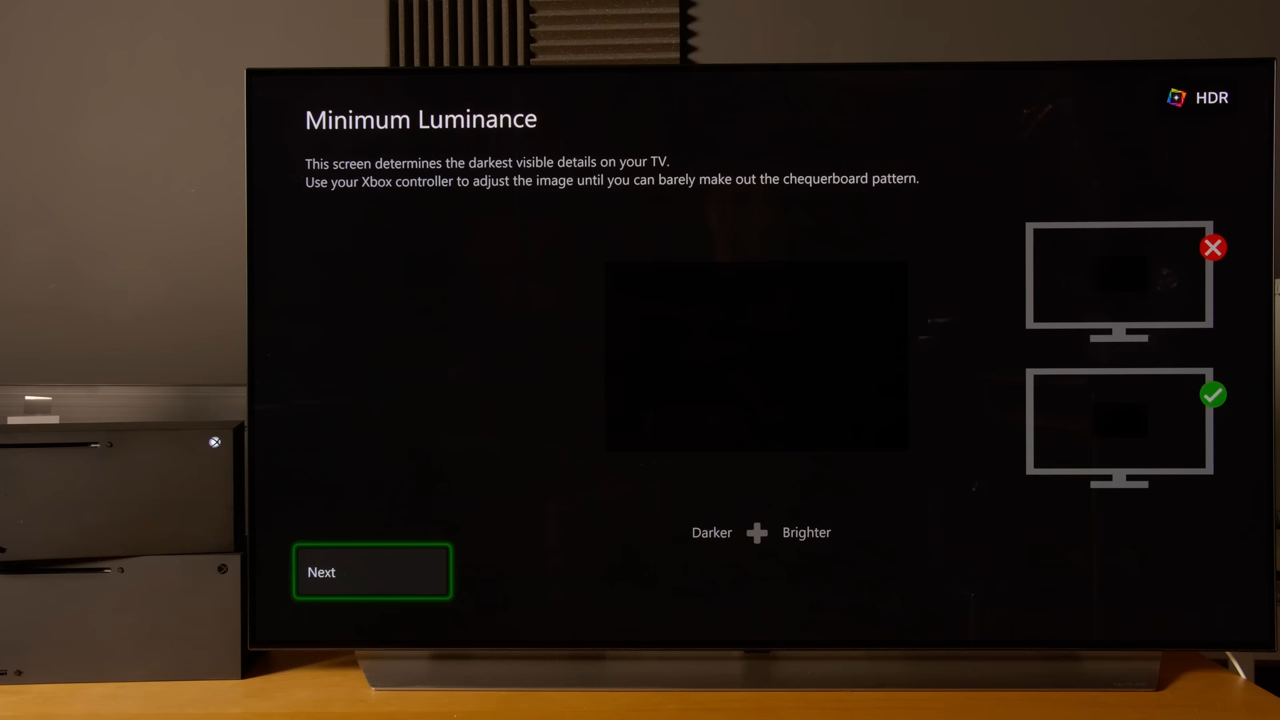 HDR
Minimum Luminance
This screen determines the darkest visible details on your TV.
Use your Xbox controller to adjust the image until you can barely make out the chequerboard pattern.
Darker
Brighter
Next